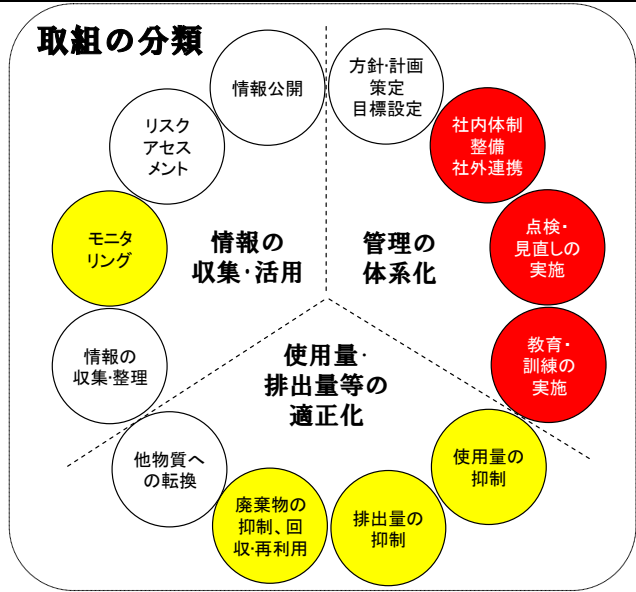 取組の分類
情報公開
方針・計画
策定
目標設定
リスク
アセス
メント
社内体制
整備
社外連携
モニタ
リング
情報の
収集・活用
管理の
体系化
点検・
見直しの
実施
情報の
収集・整理
使用量・
排出量等の
適正化
教育・
訓練の
実施
他物質へ
の転換
使用量の
抑制
廃棄物の
抑制、回
収・再利用
排出量の
抑制